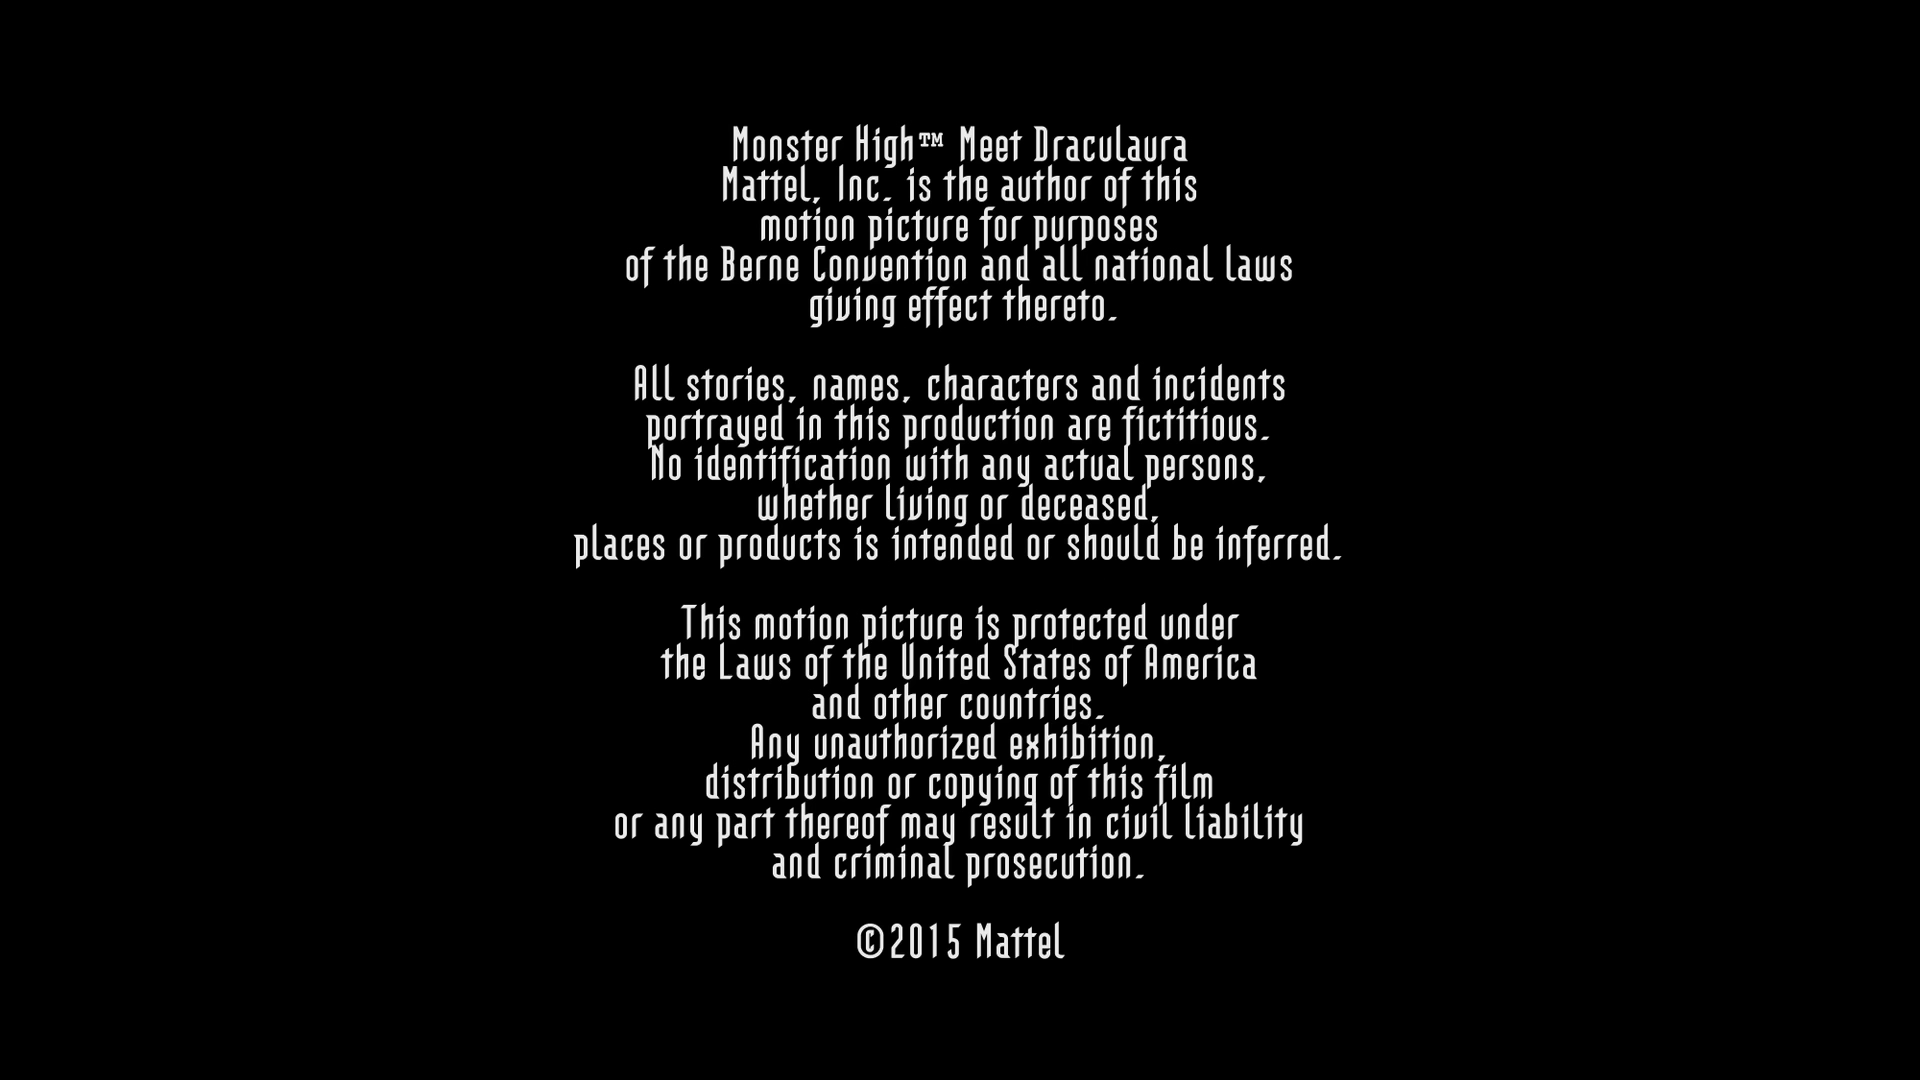 Monster High™ Meet Draculaura
Mattel, Inc. is the author of this
motion picture for purposes
of the Berne Convention and all national laws
giving effect thereto.
All stories, names, characters and incidents
portrayed in this production are fictitious.
No identification with any actual persons,
whether living or deceased,
places or products is intended or should be inferred.
This motion picture is protected under
the Laws of the United States of America
and other countries.
Any unauthorized exhibition,
distribution or copying of this film
or any part thereof may result in civil liability
and criminal prosecution.
©2015 Mattel